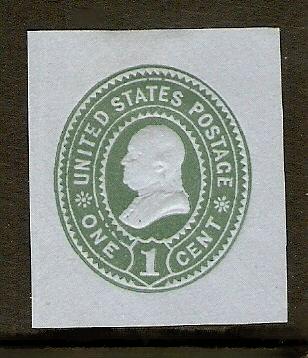 UNITED STATES POSTAGE
ONE 1 CENT